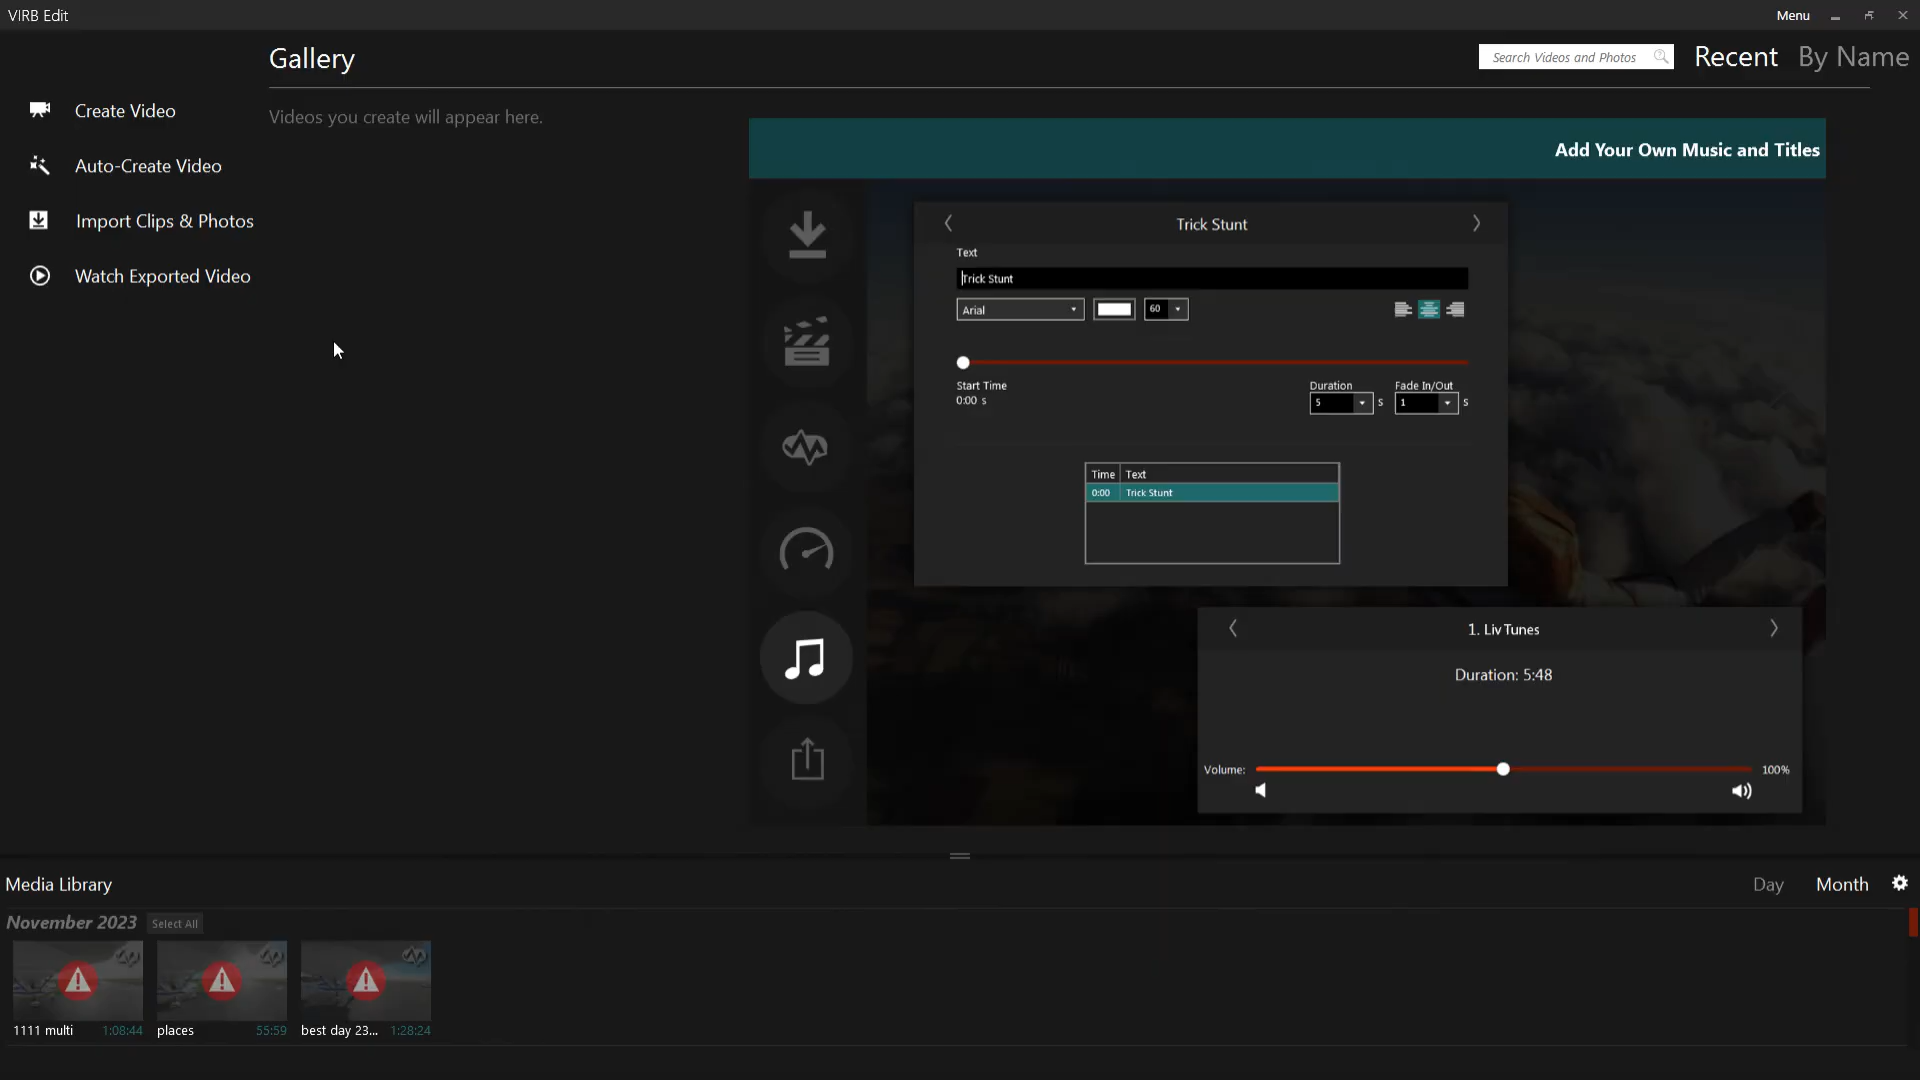 VIRB Edit
Menu
Gallery
Search Videos and Photos
Recent
By Name
Create Video
Auto-Create Video
Import Clips & Photos
Watch Exported Video
Videos you create will appear here.
Add Your Own Music and Titles
Trick Stunt
Text
Trick Stunt
Arial
60
Start Time
0:00 s
Duration
5 s
Fade In/Out
1 s
Time Text
0:00 Trick Stunt
1. Liv Tunes
Duration: 5:48
Volume:
100%
Media Library
Day
Month
November 2023
Select All
1111 multi 1:08:44
places 55:59
best day 23... 1:28:24